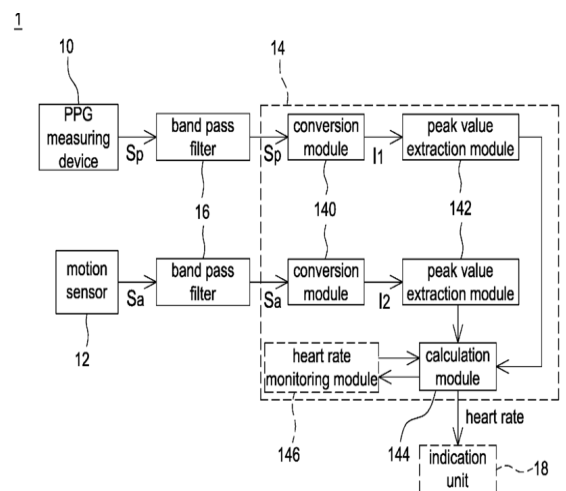 1
10
14
PPG
measuring
device
Sp
band pass
filter
Sp
conversion
module
I1
peak value
extraction module
16
140
142
motion
sensor
Sa
band pass
filter
Sa
conversion
module
I2
peak value
extraction module
12
heart rate
monitoring module
calculation
module
146
144
heart rate
indication
unit
18